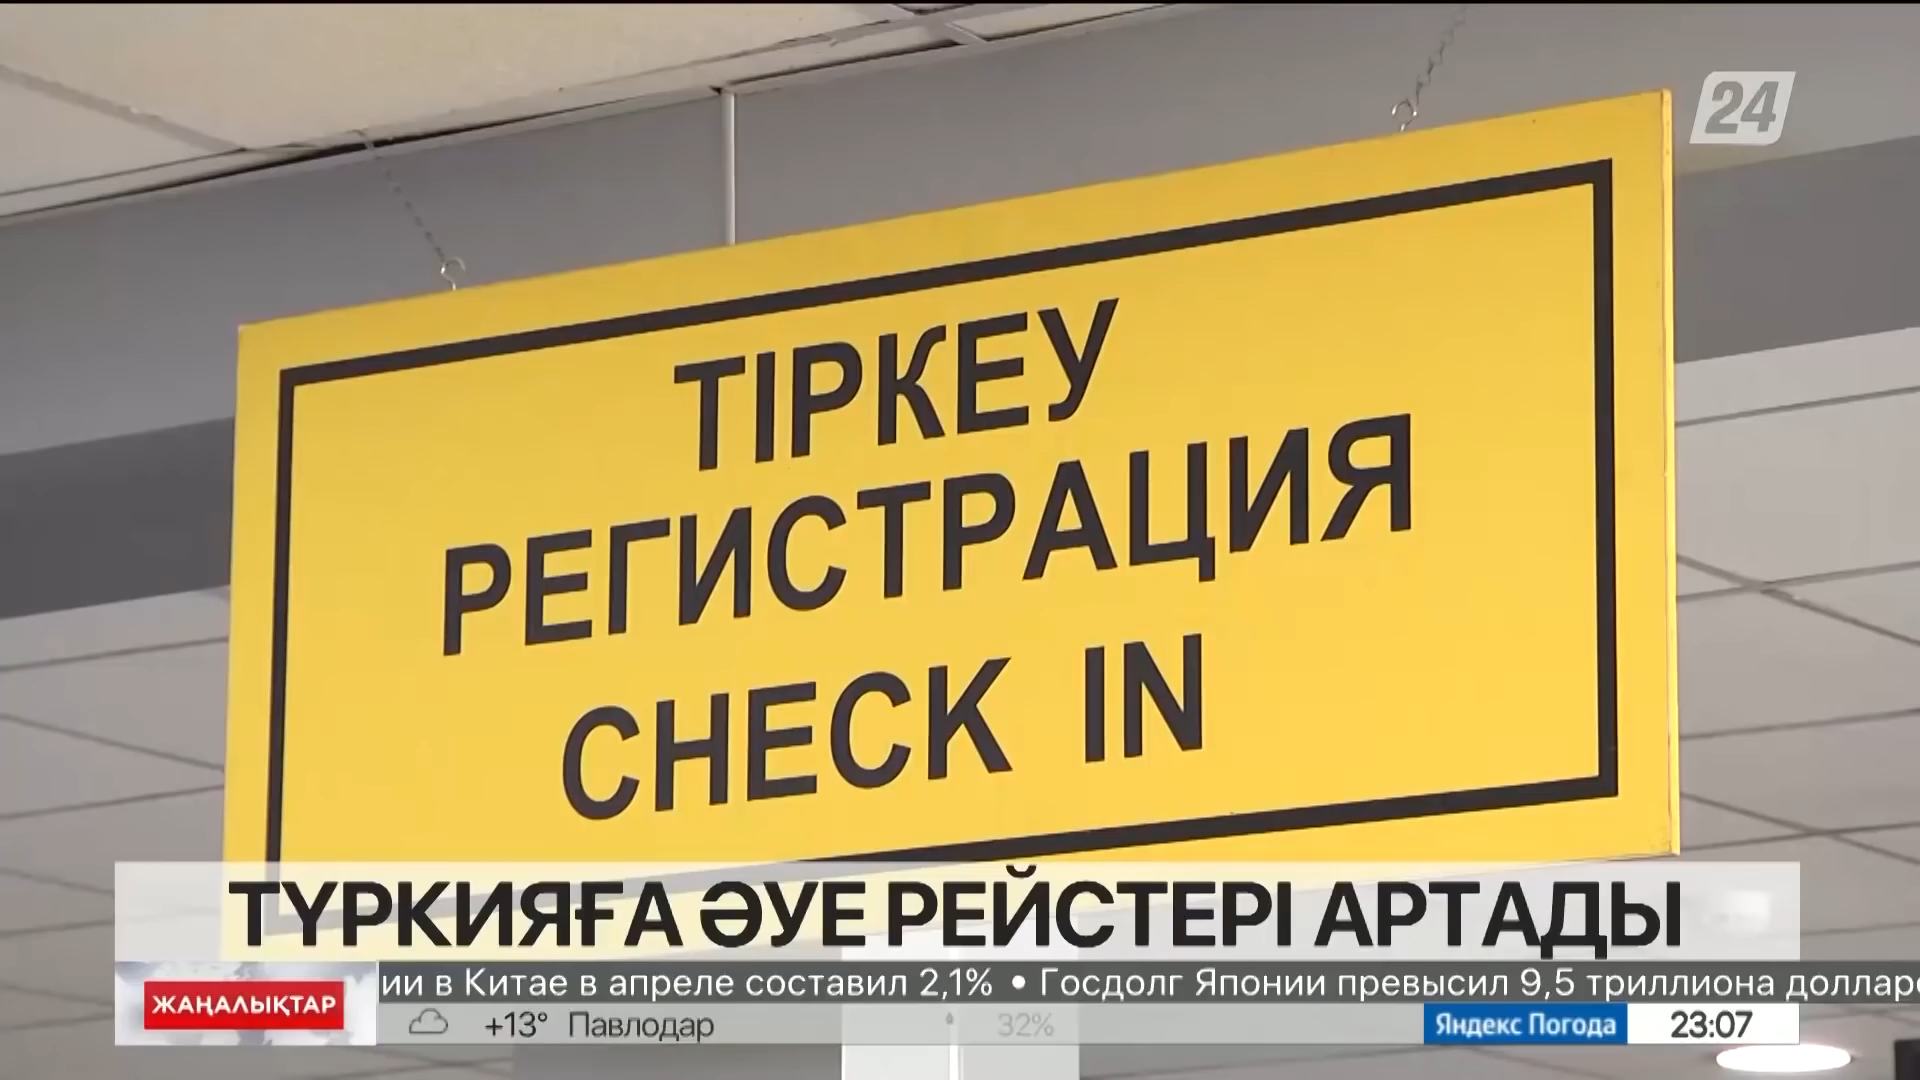 24
ТІРКЕУ
РЕГИСТРАЦИЯ
CHECK IN
ТҮРКИЯҒА ӘУЕ РЕЙСТЕРІ АРТАДЫ
ЖАҢАЛЫҚТАР
ии в Китае в апреле составил 2,1% • Госдолг Японии превысил 9,5 триллиона долларо
+13° Павлодар 32% Яндекс Погода 23:07